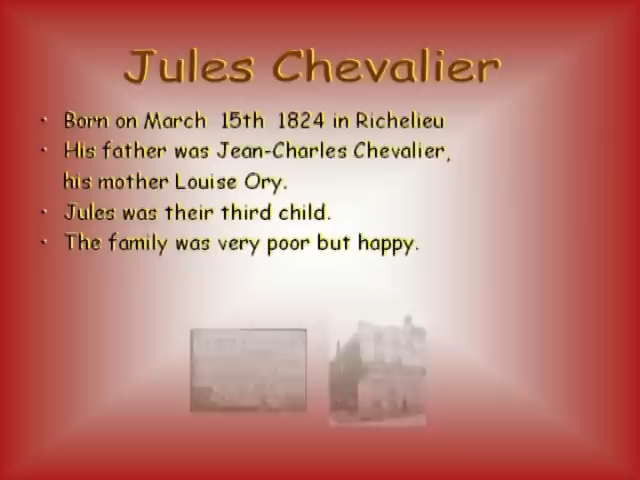 Jules Chevalier
• Born on March 15th 1824 in Richelieu
• His father was Jean-Charles Chevalier,
his mother Louise Ory.
• Jules was their third child.
• The family was very poor but happy.